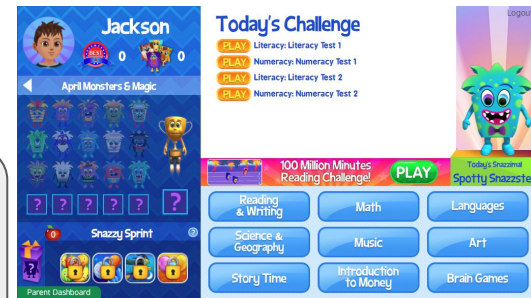 Jackson
0
0
April Monsters & Magic
? ? ? ? ? ?
Snazzy Sprint
?
0
Parent Dashboard
Today's Challenge
PLAY Literacy: Literacy Test 1
PLAY Numeracy: Numeracy Test 1
PLAY Literacy: Literacy Test 2
PLAY Numeracy: Numeracy Test 2
100 Million Minutes
Reading Challenge!
PLAY
Logout
Today's Snazzimal
Spotty Snazzste
Reading
& Writing
Math
Languages
Science &
Geography
Music
Art
Story Time
Introduction
to Money
Brain Games